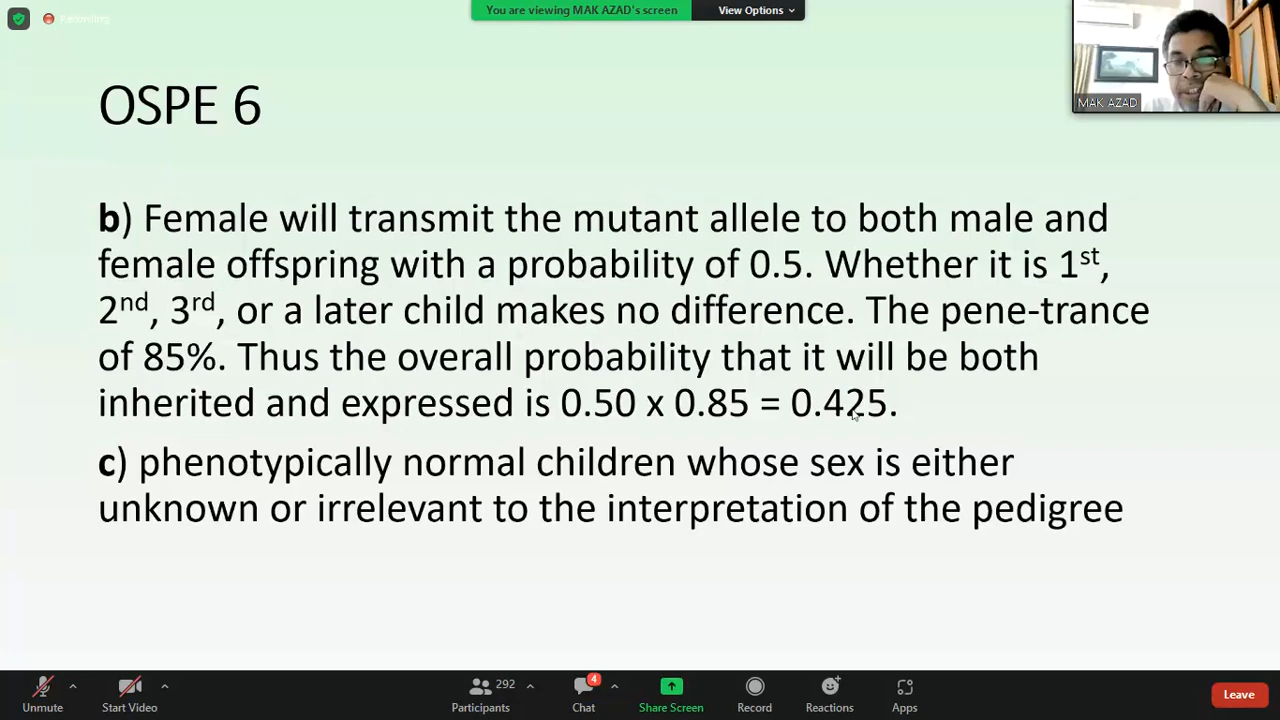 Recording
You are viewing MAK AZAD's screen
View Options
MAK AZAD
OSPE 6
b) Female will transmit the mutant allele to both male and
female offspring with a probability of 0.5. Whether it is 1st,
2nd, 3rd, or a later child makes no difference. The pene-trance
of 85%. Thus the overall probability that it will be both
inherited and expressed is 0.50 x 0.85 = 0.425.
c) phenotypically normal children whose sex is either
unknown or irrelevant to the interpretation of the pedigree
Unmute
Start Video
292
Participants
4
Chat
Share Screen
Record
Reactions
Apps
Leave